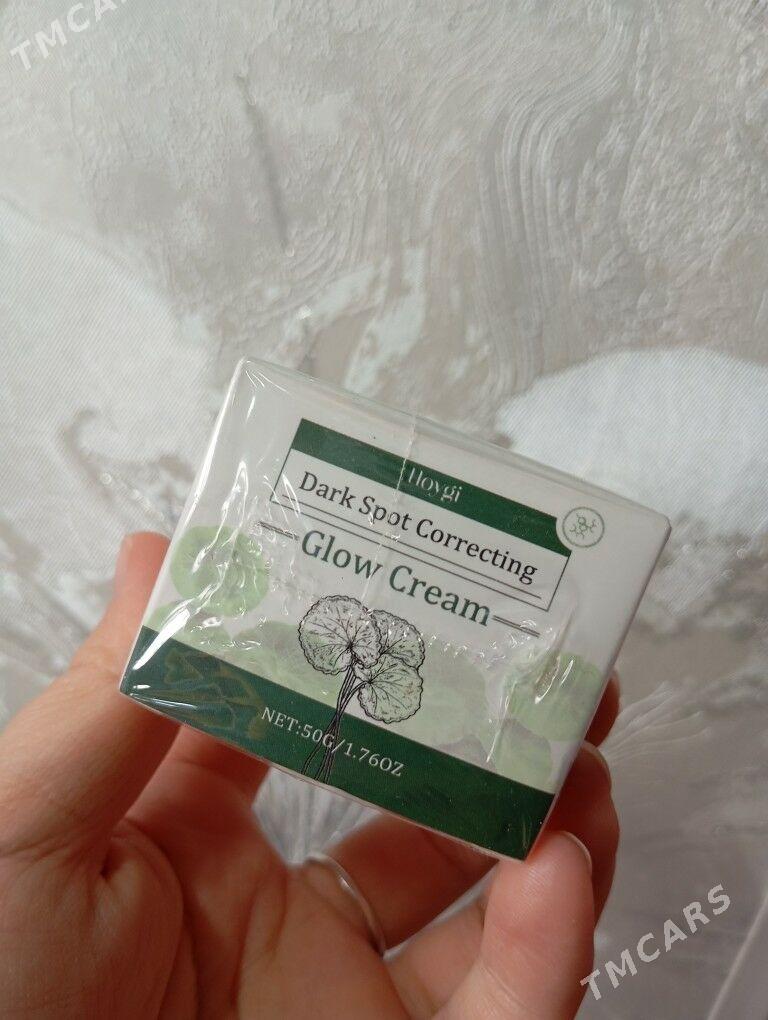 TMCARS
Hoygi
Dark Spot Correcting
Glow Cream
NET:50G/1.76OZ
TMCARS